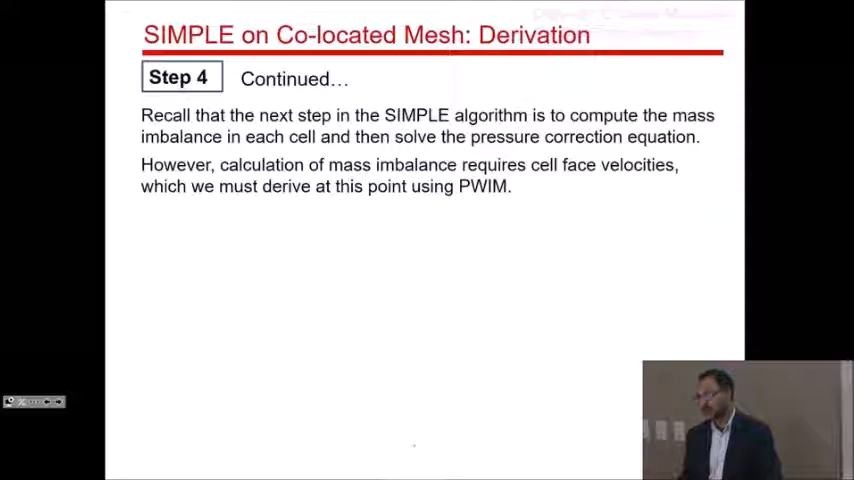 SIMPLE on Co-located Mesh: Derivation
Step 4 Continued…
Recall that the next step in the SIMPLE algorithm is to compute the mass
imbalance in each cell and then solve the pressure correction equation.
However, calculation of mass imbalance requires cell face velocities,
which we must derive at this point using PWIM.